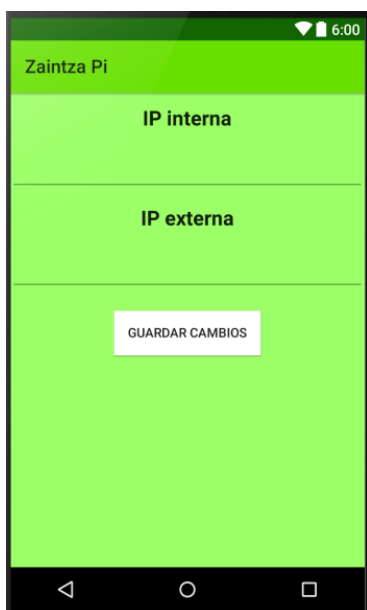 6:00
Zaintza Pi
IP interna
IP externa
GUARDAR CAMBIOS